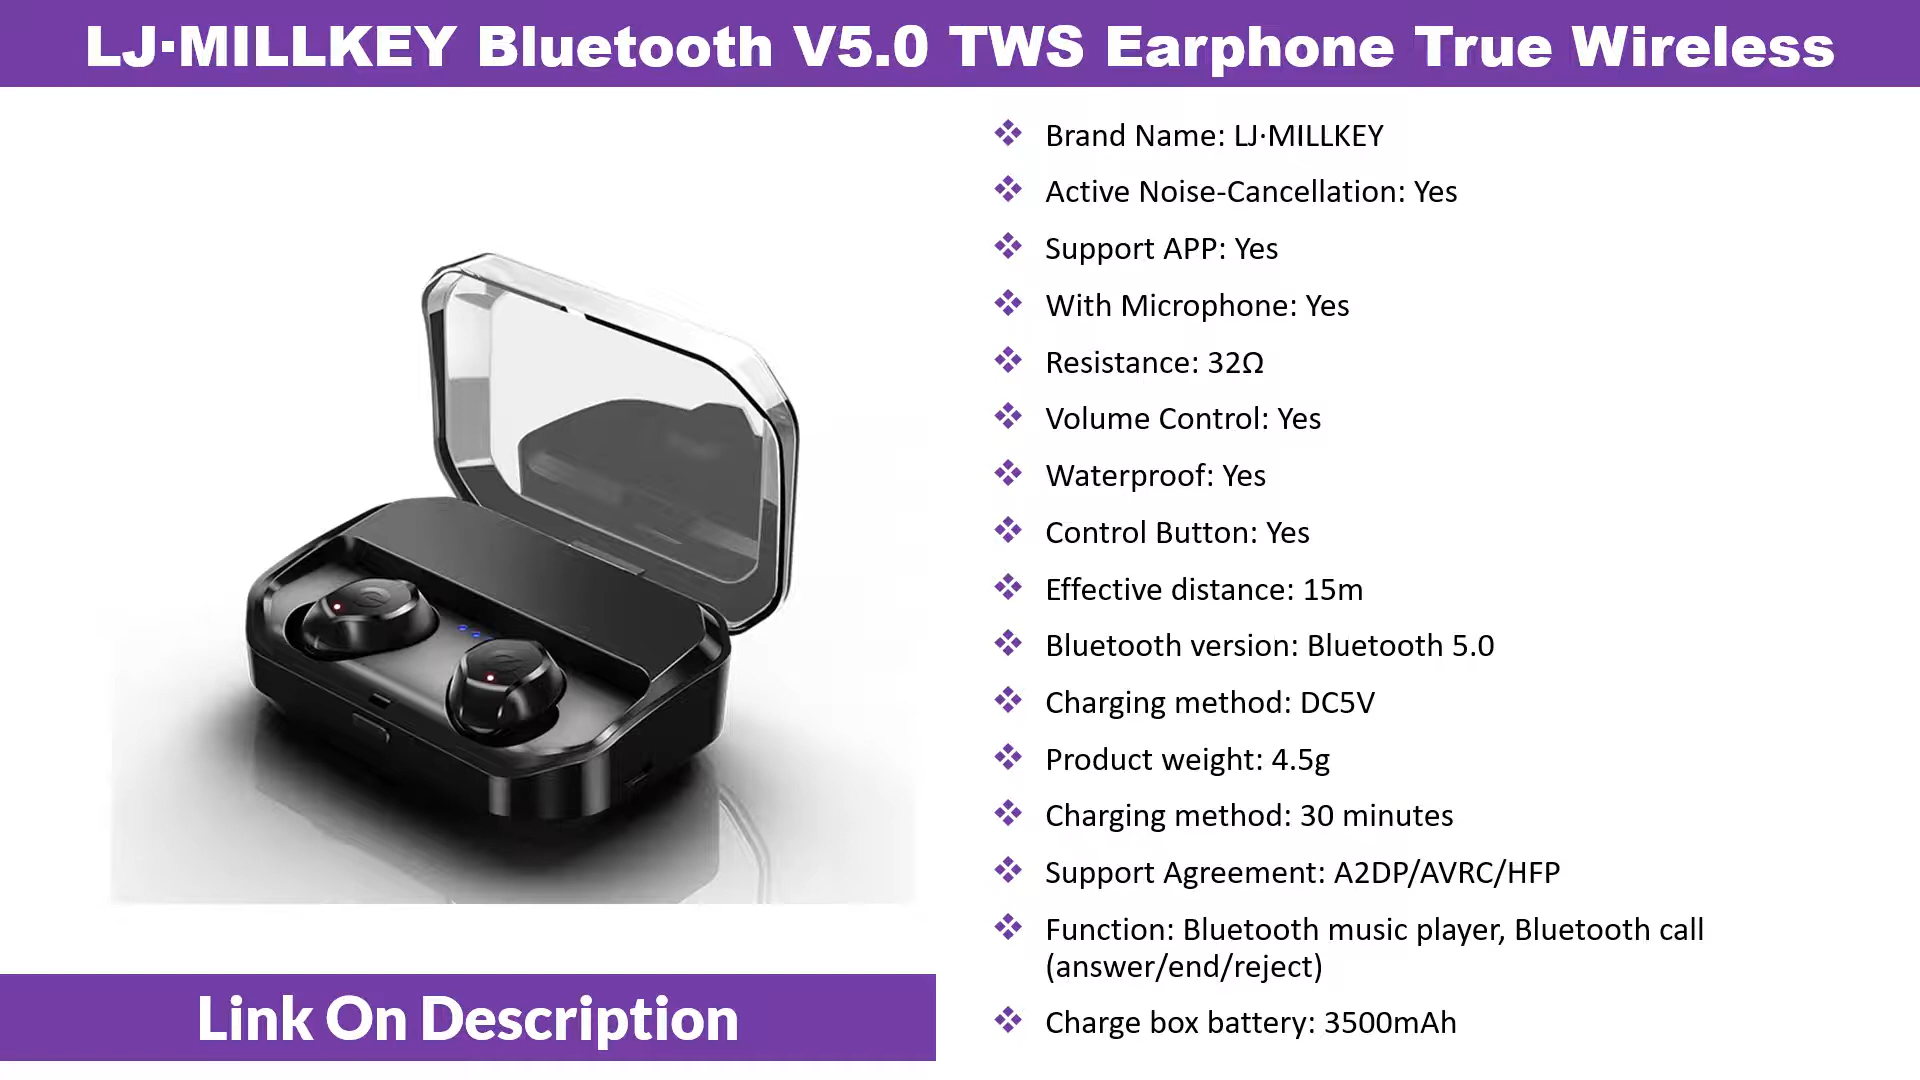 LJ·MILLKEY Bluetooth V5.0 TWS Earphone True Wireless
Brand Name: LJ·MILLKEY
Active Noise-Cancellation: Yes
Support APP: Yes
With Microphone: Yes
Resistance: 32Ω
Volume Control: Yes
Waterproof: Yes
Control Button: Yes
Effective distance: 15m
Bluetooth version: Bluetooth 5.0
Charging method: DC5V
Product weight: 4.5g
Charging method: 30 minutes
Support Agreement: A2DP/AVRC/HFP
Function: Bluetooth music player, Bluetooth call
(answer/end/reject)
Charge box battery: 3500mAh
Link On Description